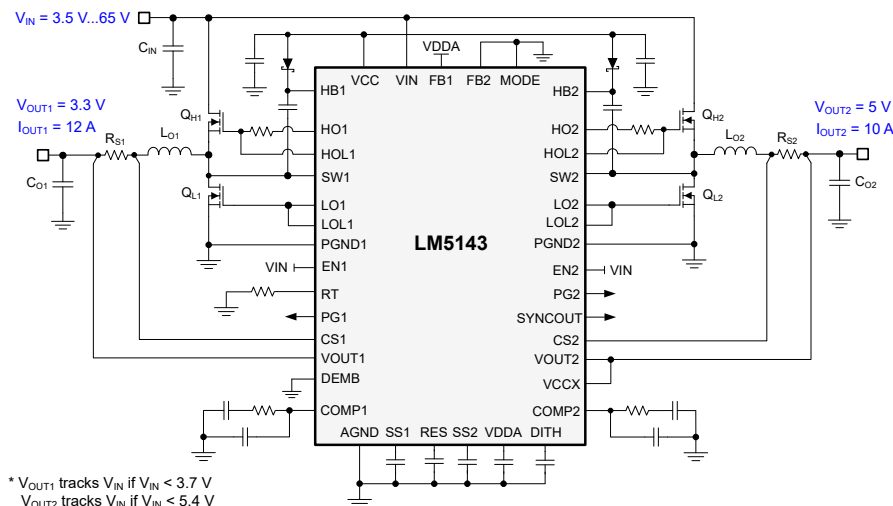 V_IN = 3.5 V...65 V
C_IN
VDDA
VCC VIN FB1 FB2 MODE
V_OUT1 = 3.3 V
I_OUT1 = 12 A
R_S1
L_O1
C_O1
Q_H1
Q_L1
HB1
HO1
HOL1
SW1
LO1
LOL1
PGND1
VIN
EN1
RT
PG1
CS1
VOUT1
DEMB
COMP1
LM5143
HB2
HO2
HOL2
SW2
LO2
LOL2
PGND2
EN2
VIN
PG2
SYNCOUT
CS2
VOUT2
VCCX
COMP2
Q_H2
Q_L2
L_O2
R_S2
V_OUT2 = 5 V
I_OUT2 = 10 A
C_O2
AGND SS1 RES SS2 VDDA DITH
* V_OUT1 tracks V_IN if V_IN < 3.7 V
V_OUT2 tracks V_IN if V_IN < 5.4 V